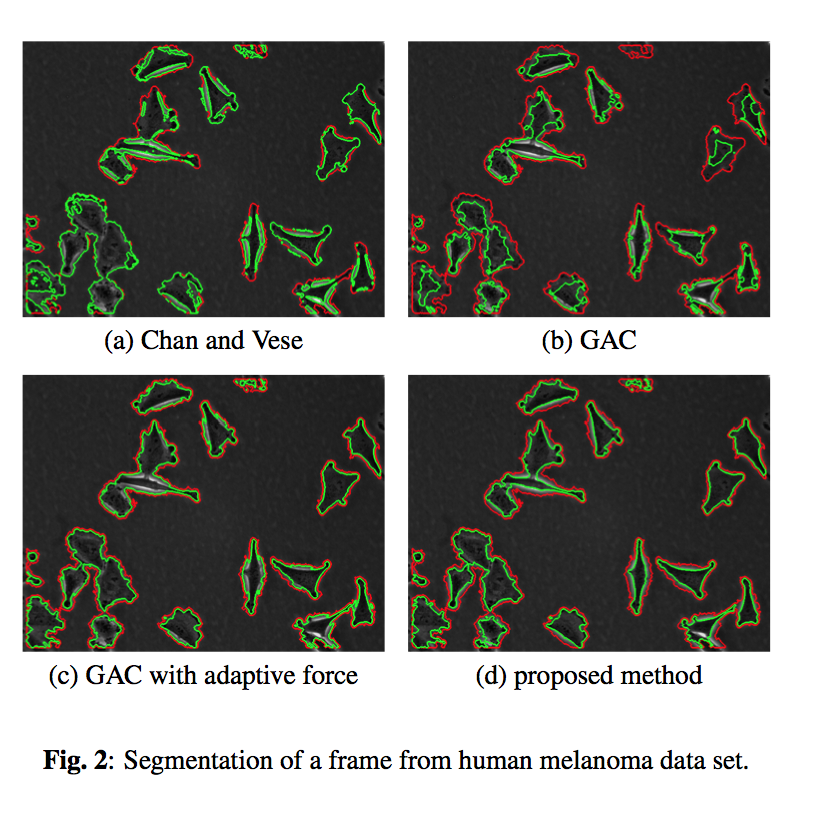 (a) Chan and Vese
(b) GAC
(c) GAC with adaptive force
(d) proposed method
Fig. 2: Segmentation of a frame from human melanoma data set.